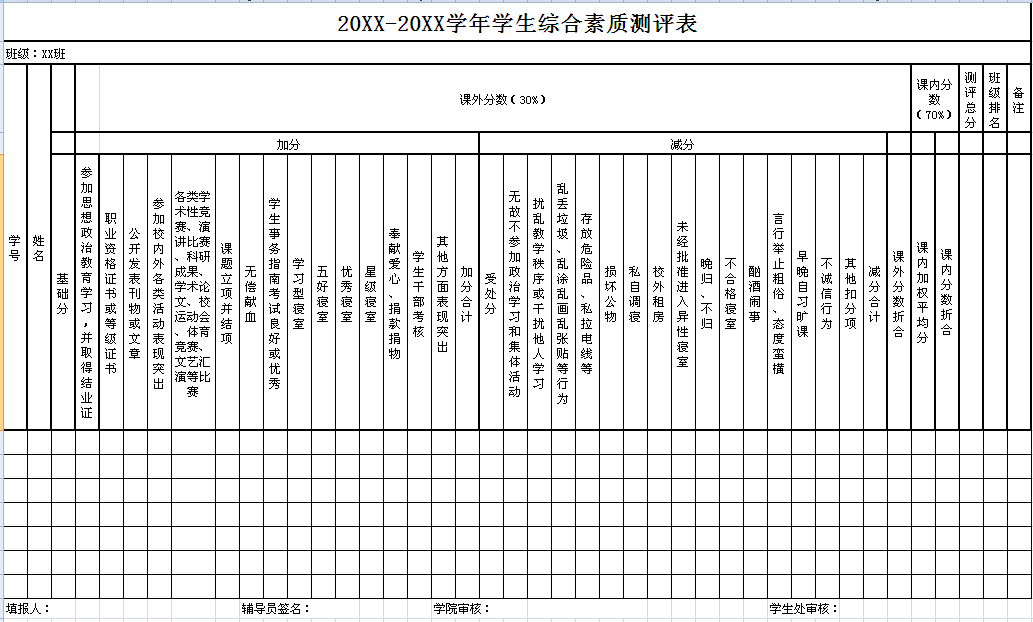 20XX-20XX学年学生综合素质测评表
班级：XX班
课外分数（30%）
课内分数（70%）
测评总分
班级排名
备注
加分
减分
学号
姓名
基础分
参加思想政治教育学习，并取得结业证
职业资格证书或等级证书
公开发表刊物或文章
参加校内外各类活动表现突出
各类学术性竞赛、演讲比赛、科研成果、学术论文、校运动会、体育竞赛、文艺汇演等比赛
课题立项并结项
无偿献血
学生事务指南考试良好或优秀
学习型寝室
五好寝室
优秀寝室
星级寝室
奉献爱心、捐款捐物
学生干部考核
其他方面表现突出
加分合计
受处分
无故不参加政治学习和集体活动
扰乱教学秩序或干扰他人学习
乱丢垃圾、乱涂乱画乱张贴等行为
存放危险品、私拉电线等
损坏公物
私自调寝
校外租房
未经批准进入异性寝室
晚归、不归
不合格寝室
酗酒闹事
言行举止粗俗、态度蛮横
早晚自习旷课
不诚信行为
其他扣分项
减分合计
课外分数折合
课内加权平均分
课内分数折合
填报人：
辅导员签名：
学院审核：
学生处审核：